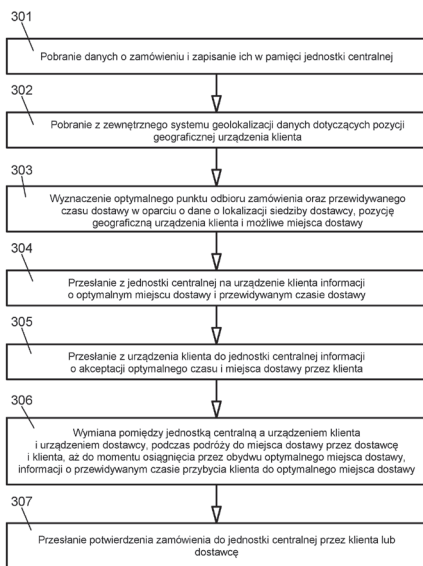 301
Pobranie danych o zamówieniu i zapisanie ich w pamięci jednostki centralnej
302
Pobranie z zewnętrznego systemu geolokalizacji danych dotyczących pozycji
geograficznej urządzenia klienta
303
Wyznaczenie optymalnego punktu odbioru zamówienia oraz przewidywanego
czasu dostawy w oparciu o dane o lokalizacji siedziby dostawcy, pozycję
geograficzną urządzenia klienta i możliwe miejsca dostawy
304
Przesłanie z jednostki centralnej na urządzenie klienta informacji
o optymalnym miejscu dostawy i przewidywanym czasie dostawy
305
Przesłanie z urządzenia klienta do jednostki centralnej informacji
o akceptacji optymalnego czasu i miejsca dostawy przez klienta
306
Wymiana pomiędzy jednostką centralną a urządzeniem klienta
i urządzeniem dostawcy, podczas podróży do miejsca dostawy przez dostawcę
i klienta, aż do momentu osiągnięcia przez obydwu optymalnego miejsca dostawy,
informacji o przewidywanym czasie przybycia klienta do optymalnego miejsca dostawy
307
Przesłanie potwierdzenia zamówienia do jednostki centralnej przez klienta lub
dostawcę